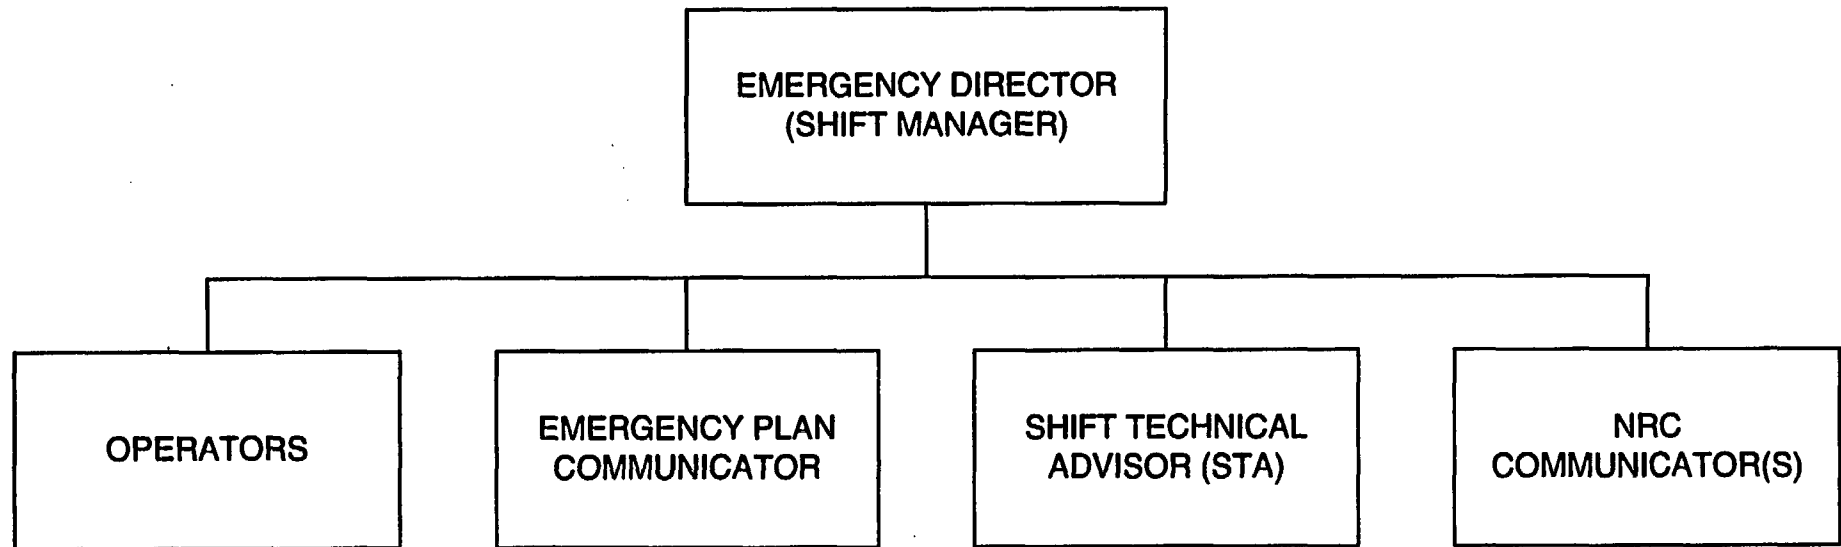 EMERGENCY DIRECTOR
(SHIFT MANAGER)
OPERATORS
EMERGENCY PLAN
COMMUNICATOR
SHIFT TECHNICAL
ADVISOR (STA)
NRC
COMMUNICATOR(S)